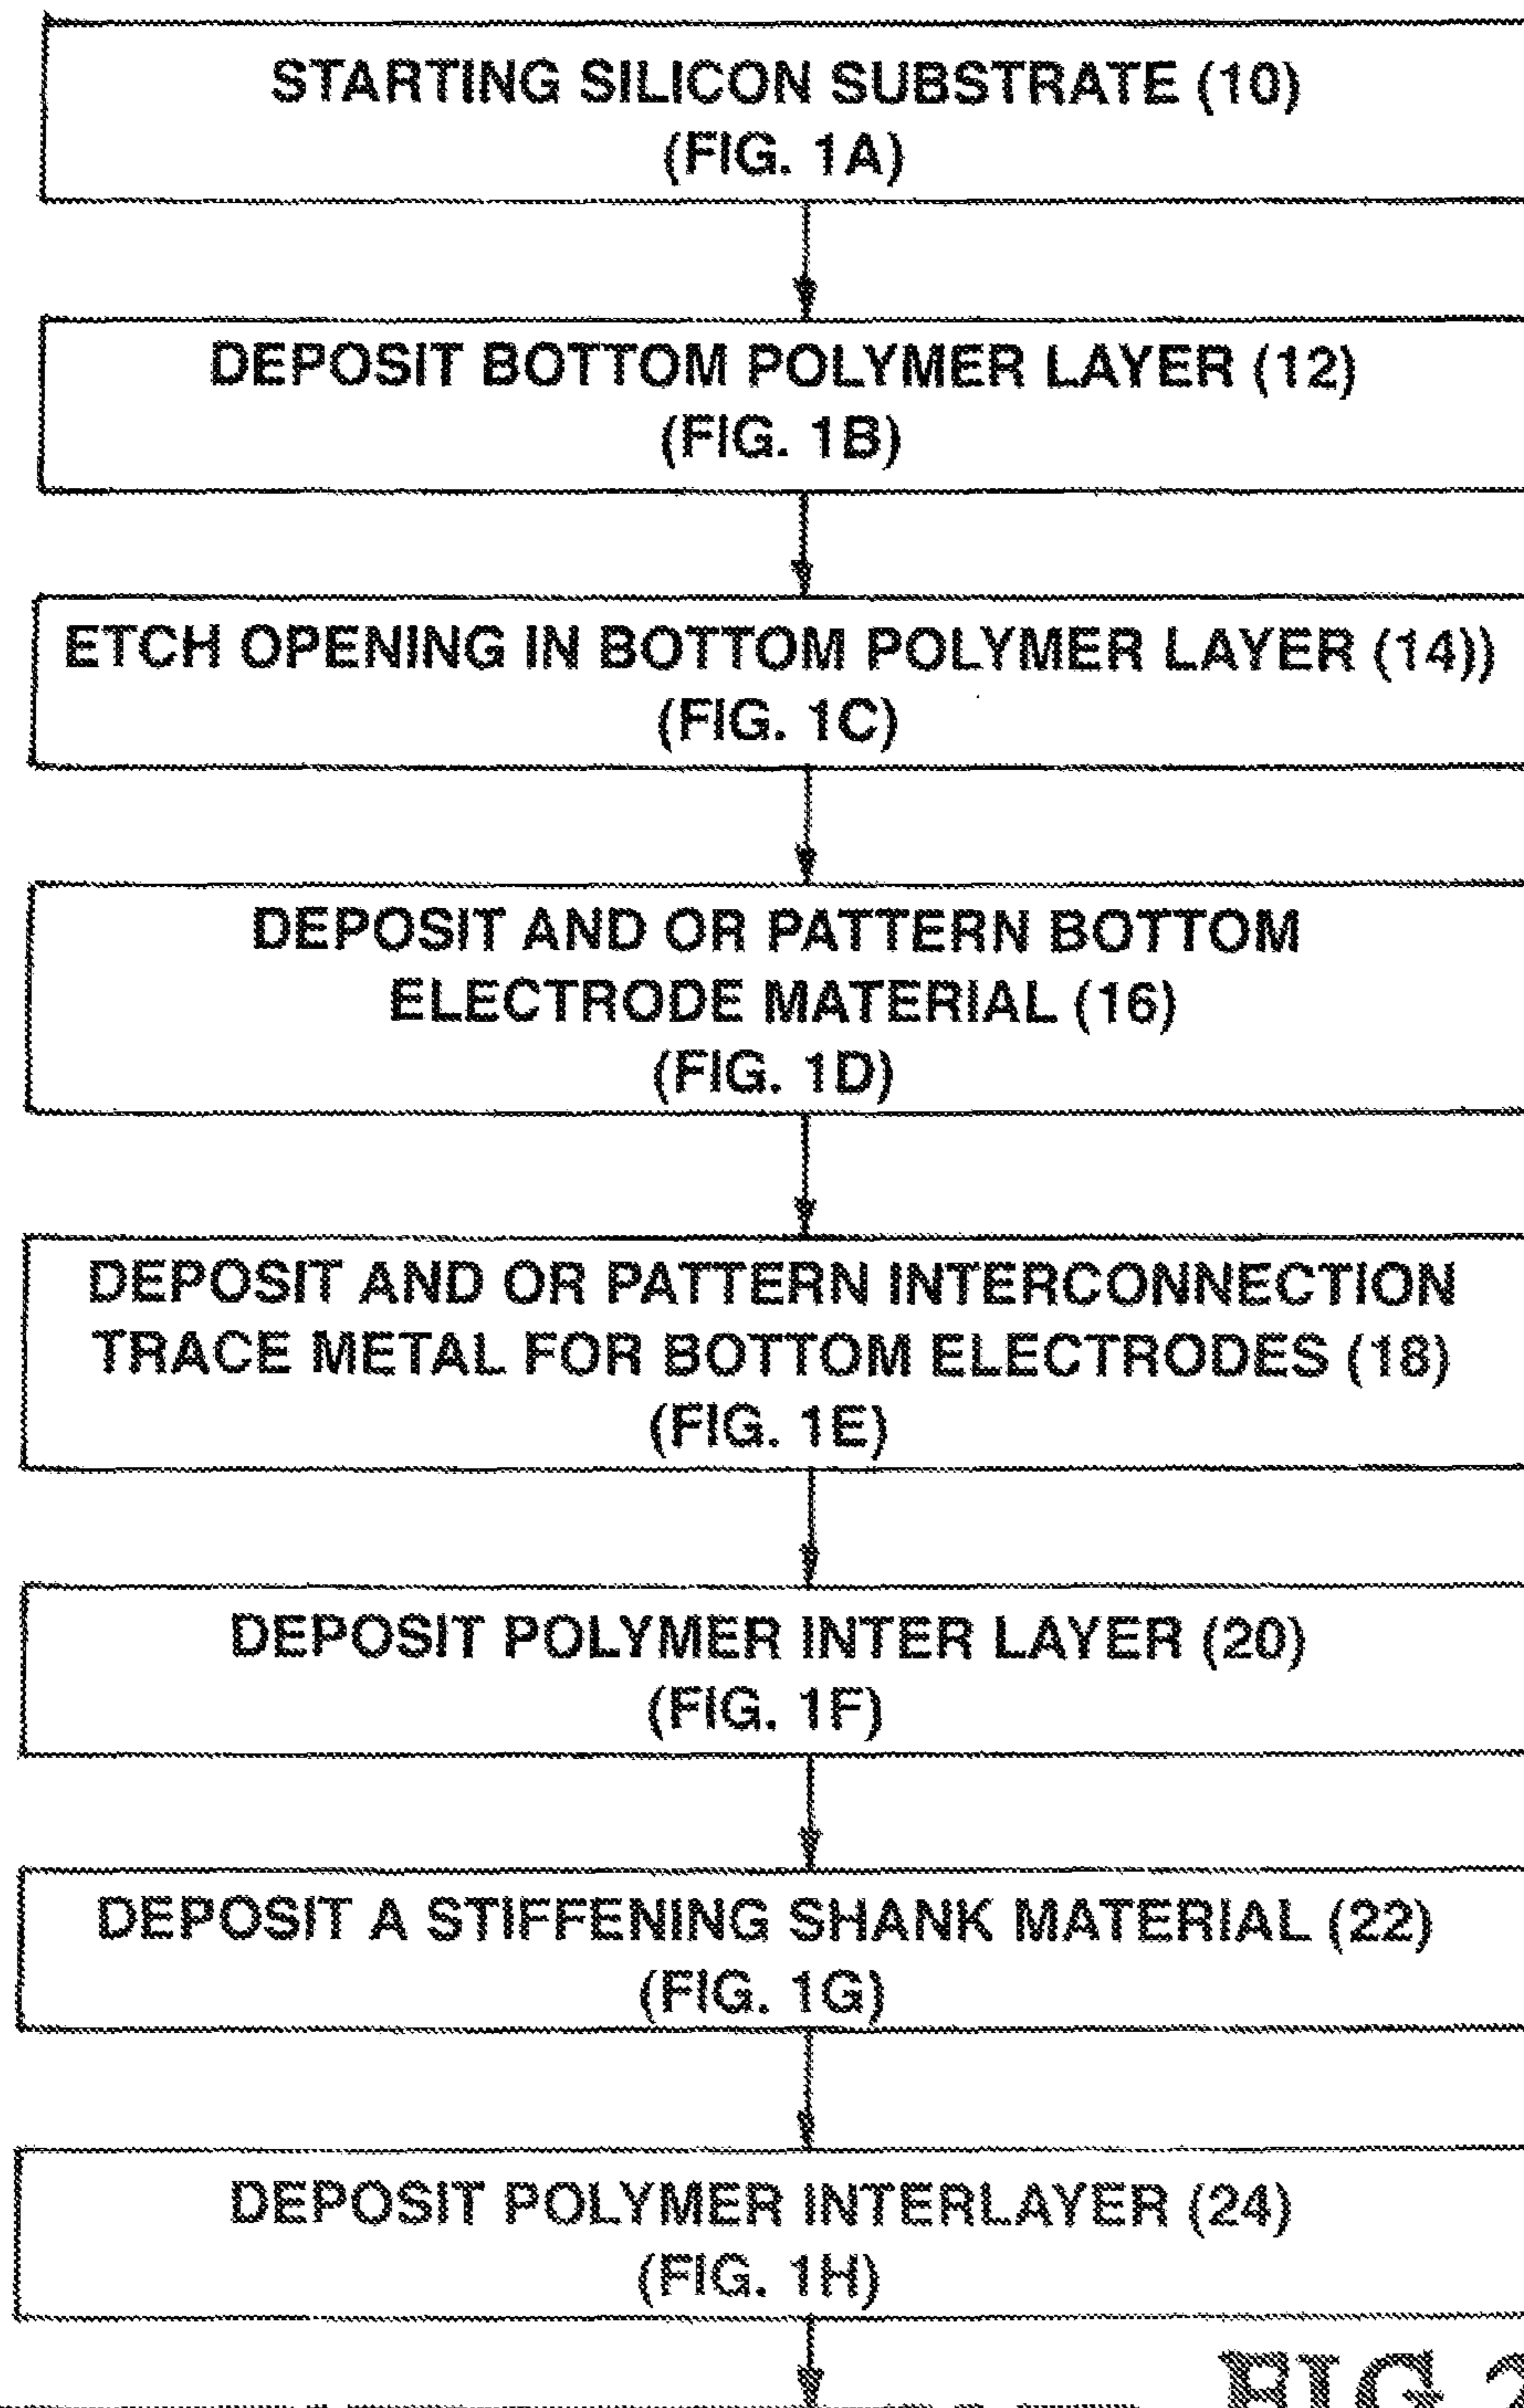 STARTING SILICON SUBSTRATE (10)
(FIG. 1A)
DEPOSIT BOTTOM POLYMER LAYER (12)
(FIG. 1B)
ETCH OPENING IN BOTTOM POLYMER LAYER (14))
(FIG. 1C)
DEPOSIT AND OR PATTERN BOTTOM
ELECTRODE MATERIAL (16)
(FIG. 1D)
DEPOSIT AND OR PATTERN INTERCONNECTION
TRACE METAL FOR BOTTOM ELECTRODES (18)
(FIG. 1E)
DEPOSIT POLYMER INTER LAYER (20)
(FIG. 1F)
DEPOSIT A STIFFENING SHANK MATERIAL (22)
(FIG. 1G)
DEPOSIT POLYMER INTERLAYER (24)
(FIG. 1H)
FIG